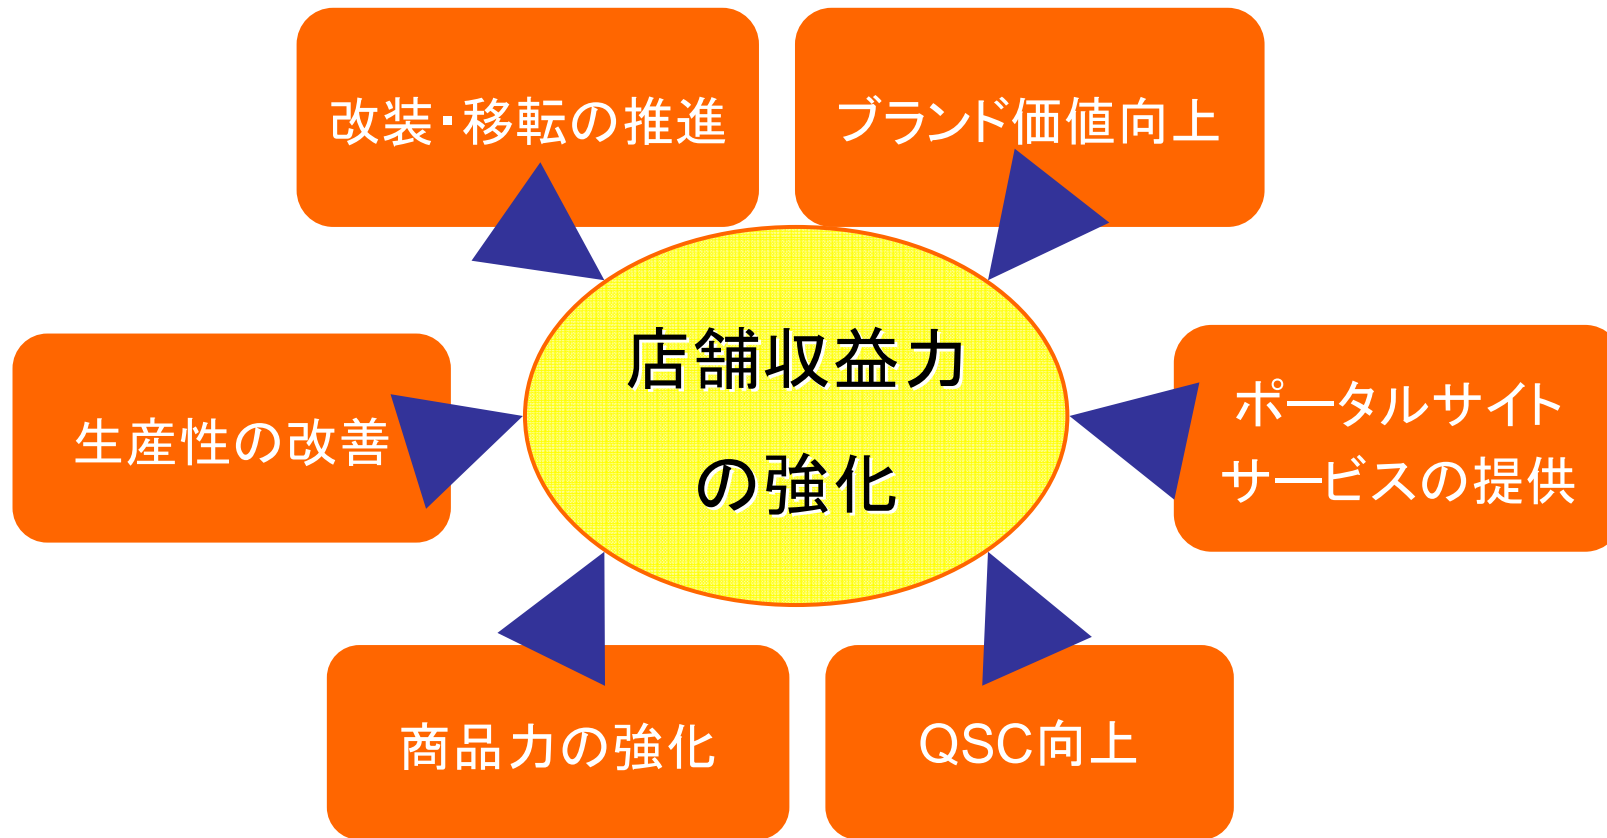 改装・移転の推進
ブランド価値向上
店舗収益力
の強化
生産性の改善
ポータルサイト
サービスの提供
商品力の強化
QSC向上